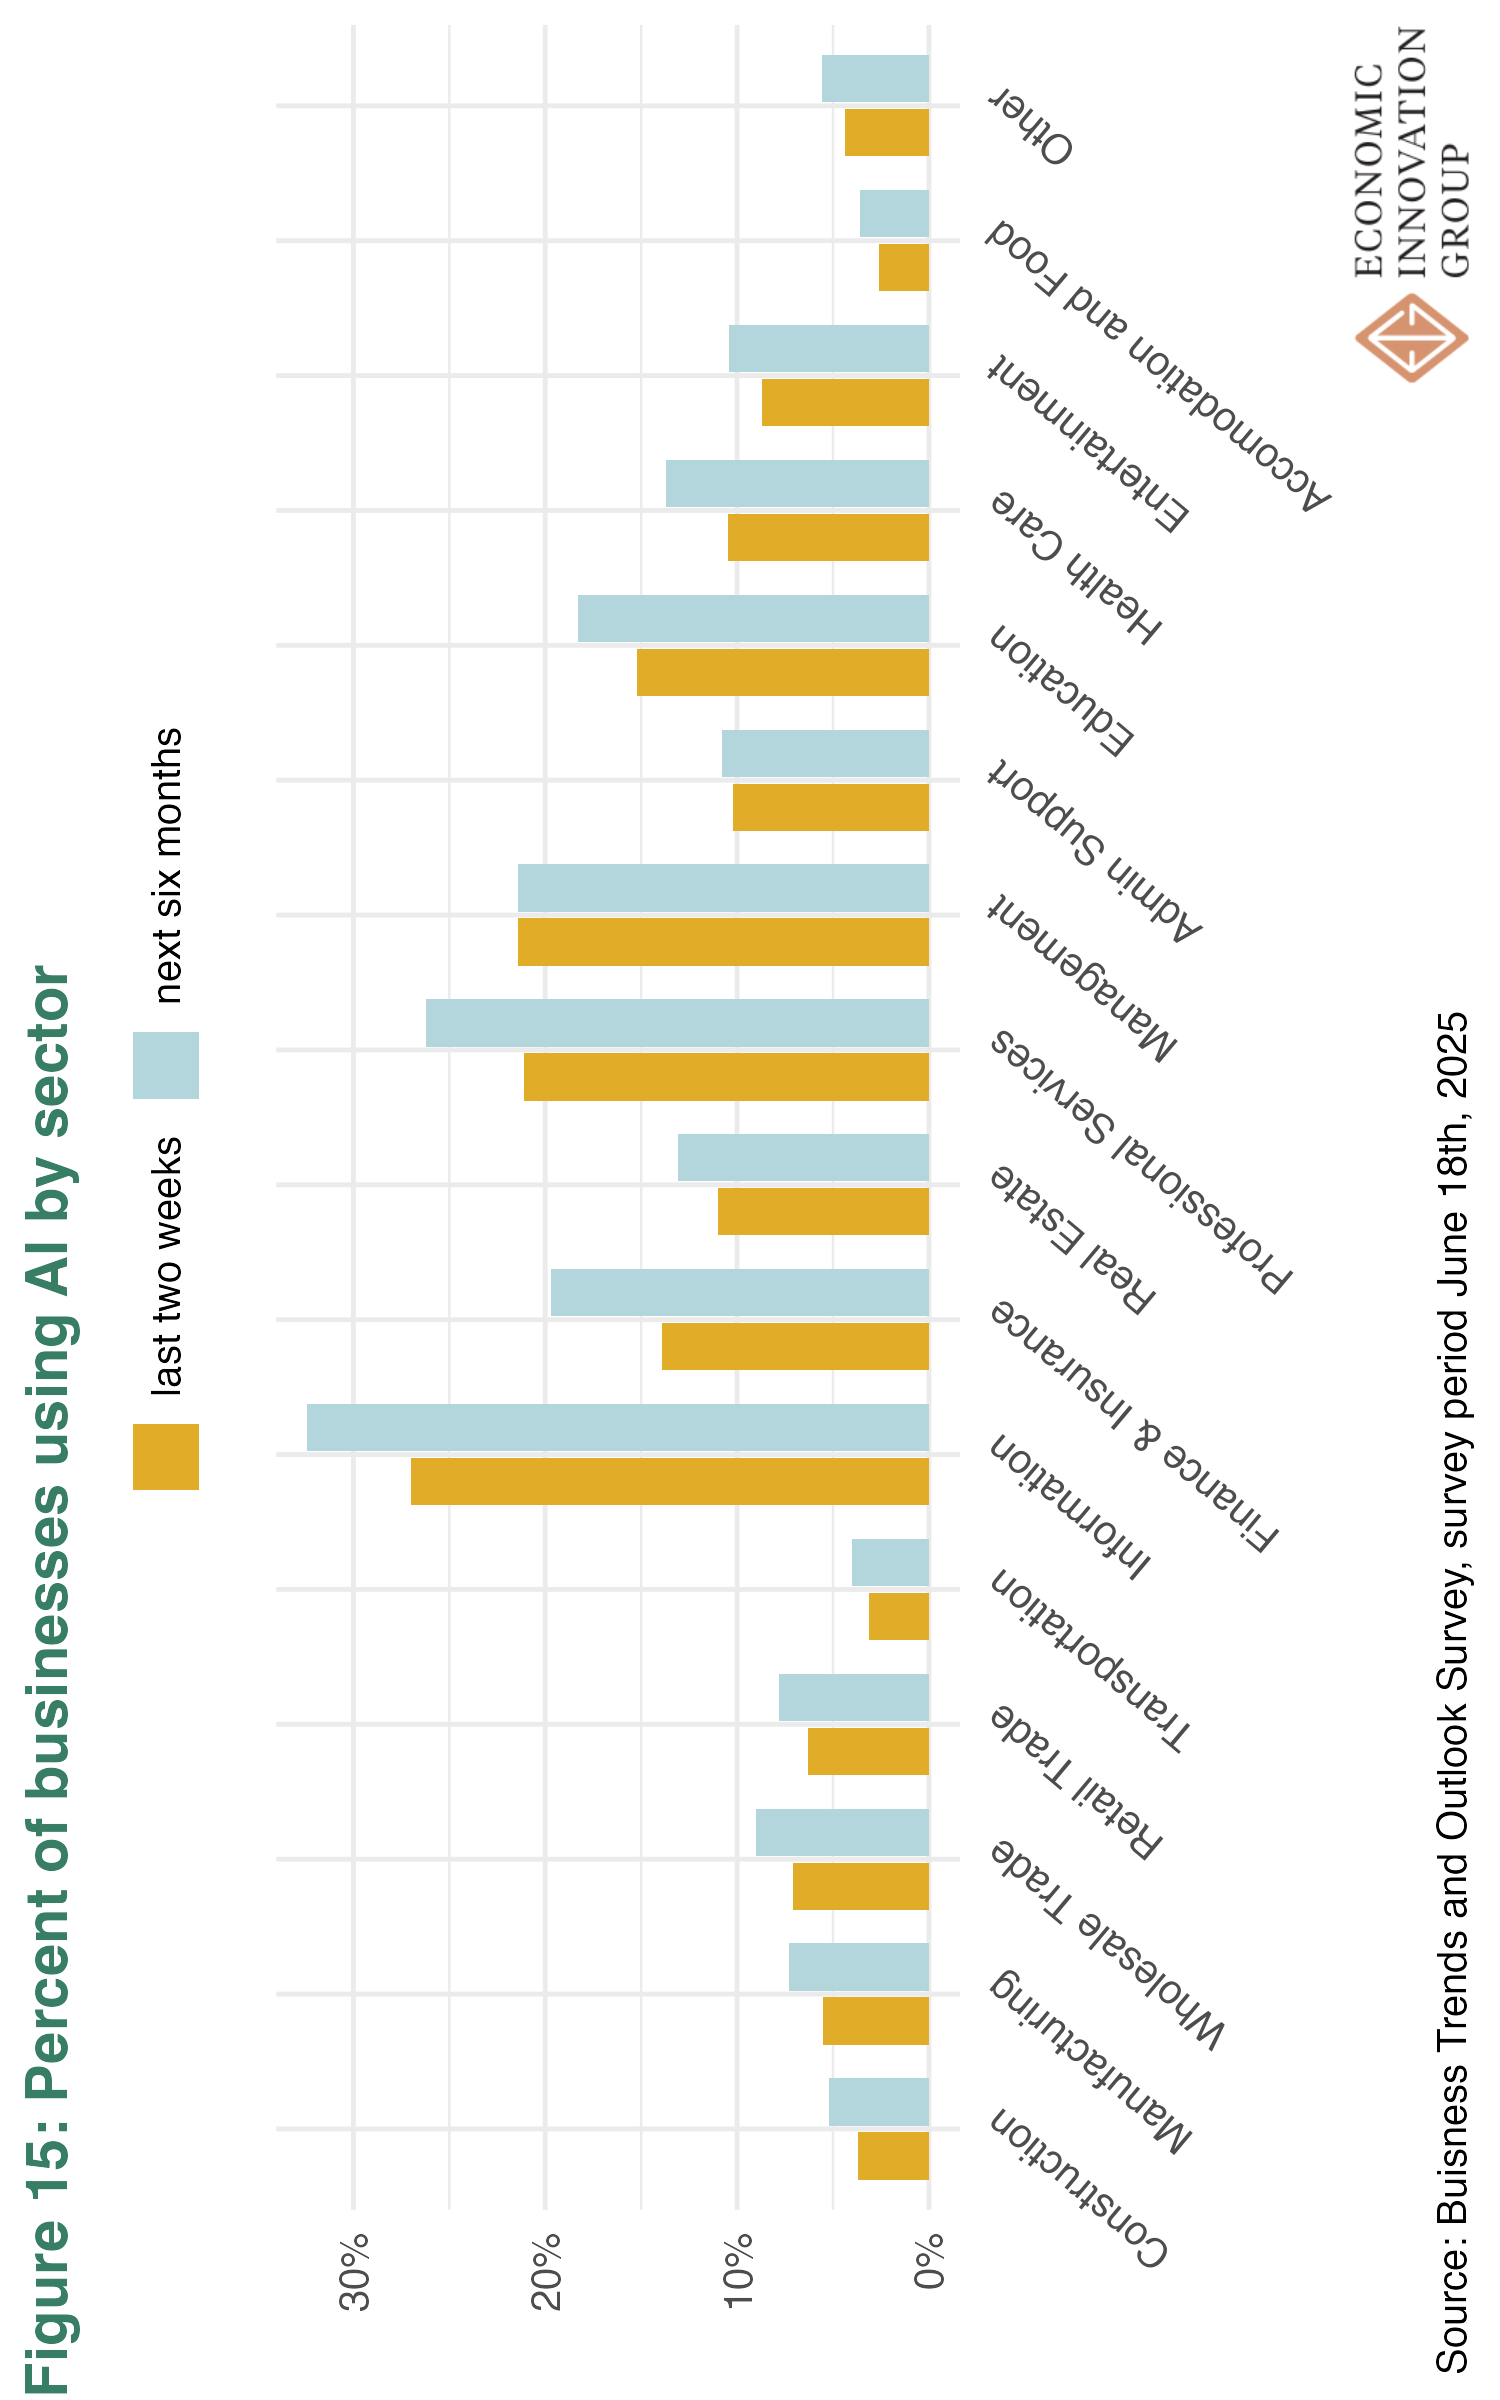 Figure 15: Percent of businesses using AI by sector
last two weeks
next six months
30%
20%
10%
0%
Construction
Manufacturing
Wholesale Trade
Retail Trade
Transportation
Information
Finance & Insurance
Real Estate
Professional Services
Management
Admin Support
Education
Health Care
Entertainment
Accomodation and Food
Other
Source: Buisness Trends and Outlook Survey, survey period June 18th, 2025
ECONOMIC
INNOVATION
GROUP